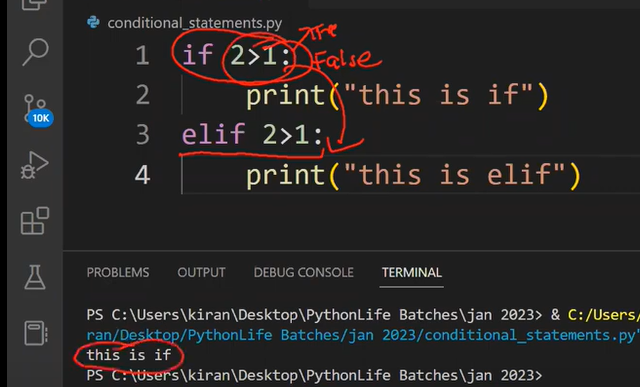 conditional_statements.py
True
1 if 2>1: False
2 print("this is if")
3 elif 2>1:
10K
4 print("this is elif")
PROBLEMS OUTPUT DEBUG CONSOLE TERMINAL
PS C:\Users\kiran\Desktop\PythonLife Batches\jan 2023> & C:/Users/
ran/Desktop/PythonLife Batches/jan 2023/conditional_statements.py"
this is if
PS C:\Users\kiran\Desktop\PythonLife Batches\jan 2023>